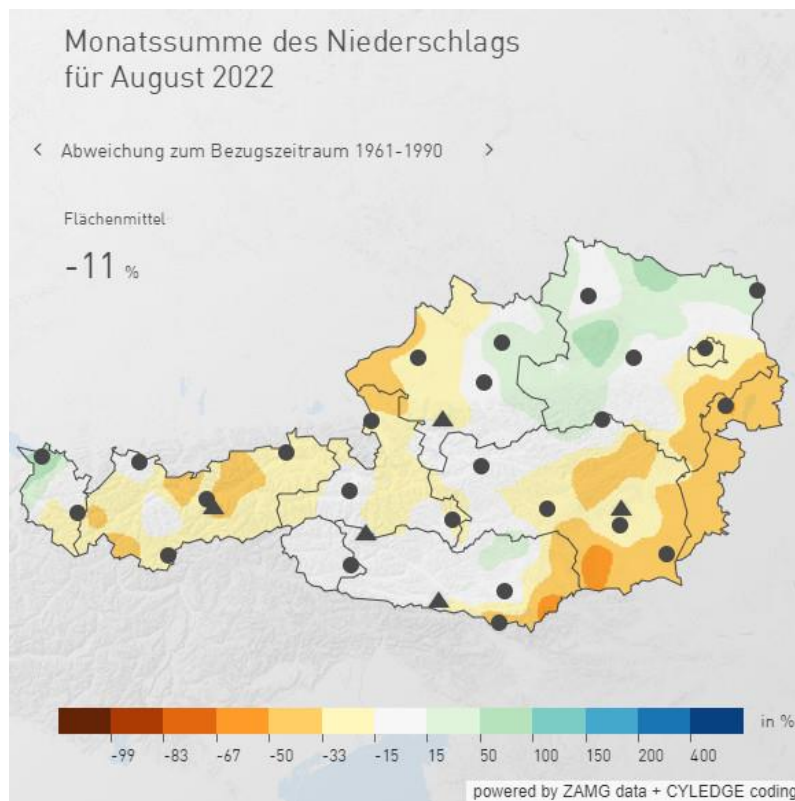 Monatssumme des Niederschlags
für August 2022
< Abweichung zum Bezugszeitraum 1961-1990 >
Flächenmittel
-11 %
in %
-99 -83 -67 -50 -33 -15 15 50 100 150 200 400
powered by ZAMG data + CYLEDGE coding